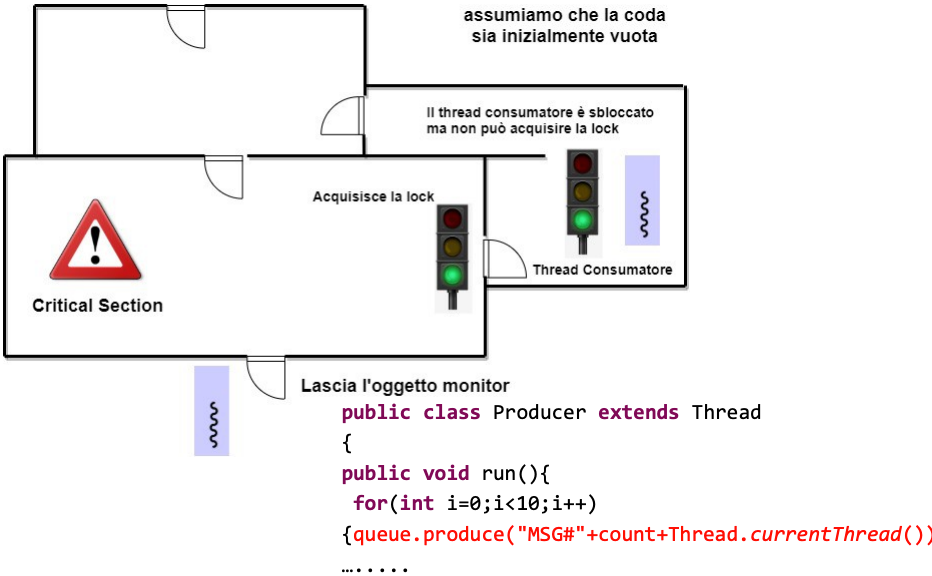 assumiamo che la coda
sia inizialmente vuota
Il thread consumatore è sbloccato
ma non può acquisire la lock
Acquisisce la lock
Thread Consumatore
Critical Section
Lascia l'oggetto monitor
public class Producer extends Thread
{
public void run(){
for(int i=0;i<10;i++)
{queue.produce("MSG#"+count+Thread.currentThread())
….....